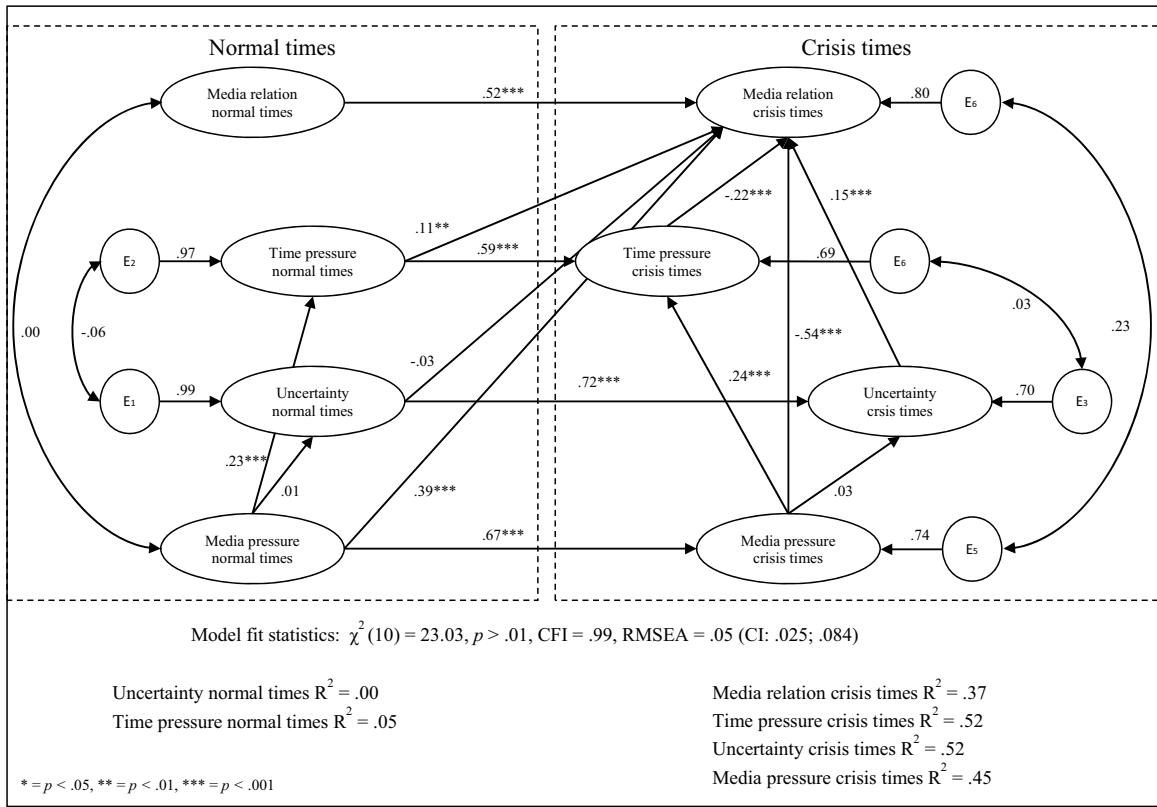 Normal times
Crisis times
Media relation
normal times
.52***
Media relation
crisis times
.80
E6
-.22***
.15***
.11**
E2
.97
Time pressure
normal times
.59***
Time pressure
crisis times
.69
E6
.03
.00
-.06
-.54***
.23
-.03
E1
.99
Uncertainty
normal times
.72***
.24***
Uncertainty
crsis times
.70
E3
.23***
.01
.39***
.03
Media pressure
normal times
.67***
Media pressure
crisis times
.74
E5
Model fit statistics: χ2 (10) = 23.03, p > .01, CFI = .99, RMSEA = .05 (CI: .025; .084)
Uncertainty normal times R2 = .00
Time pressure normal times R2 = .05
Media relation crisis times R2 = .37
Time pressure crisis times R2 = .52
Uncertainty crisis times R2 = .52
Media pressure crisis times R2 = .45
* = p < .05, ** = p < .01, *** = p < .001